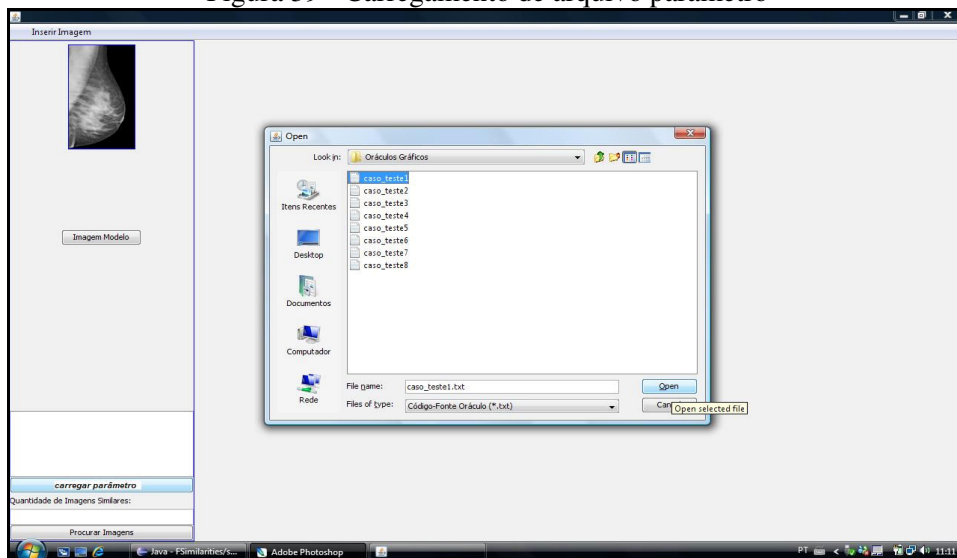 Figura 39 – Carregamento de arquivo parâmetro
Inserir Imagem
Imagem Modelo
carregar parâmetro
Quantidade de Imagens Similares:
Procurar Imagens
Open
Look in:
Oráculos Gráficos
Itens Recentes
Desktop
Documentos
Computador
Rede
caso_teste1
caso_teste2
caso_teste3
caso_teste4
caso_teste5
caso_teste6
caso_teste7
caso_teste8
File name:
caso_teste1.txt
Open
Files of type:
Código-Fonte Oráculo (*.txt)
Can
Open selected file
Java - FSimilarities/s...
Adobe Photoshop
PT
11:11